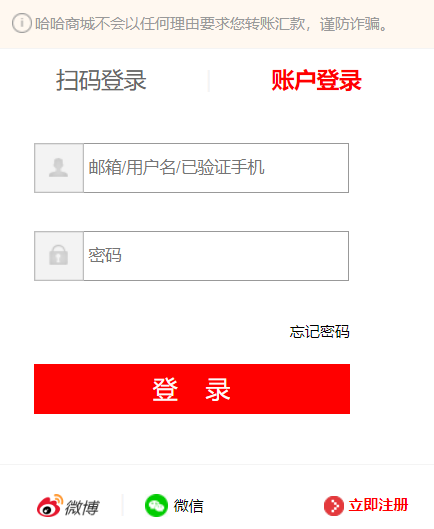 哈哈商城不会以任何理由要求您转账汇款，谨防诈骗。
扫码登录 账户登录
邮箱/用户名/已验证手机
密码
忘记密码
登 录
微博 微信 立即注册